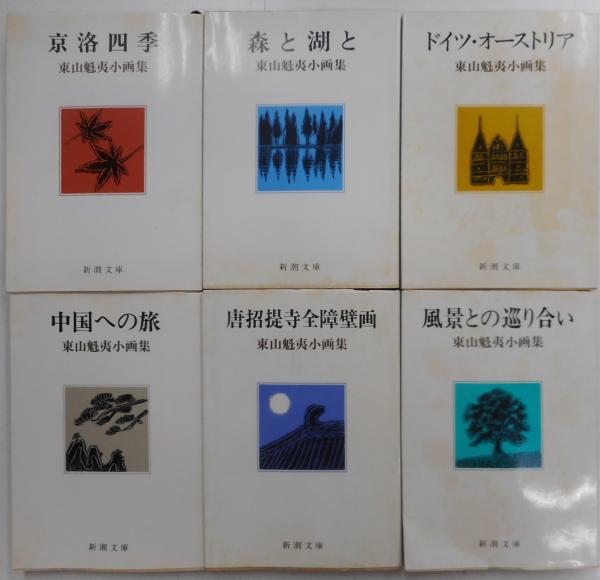 京洛四季
東山魁夷小画集
新潮文庫
森と湖と
東山魁夷小画集
新潮文庫
ドイツ・オーストリア
東山魁夷小画集
新潮文庫
中国への旅
東山魁夷小画集
新潮文庫
唐招提寺全障壁画
東山魁夷小画集
新潮文庫
風景との巡り合い
東山魁夷小画集
新潮文庫